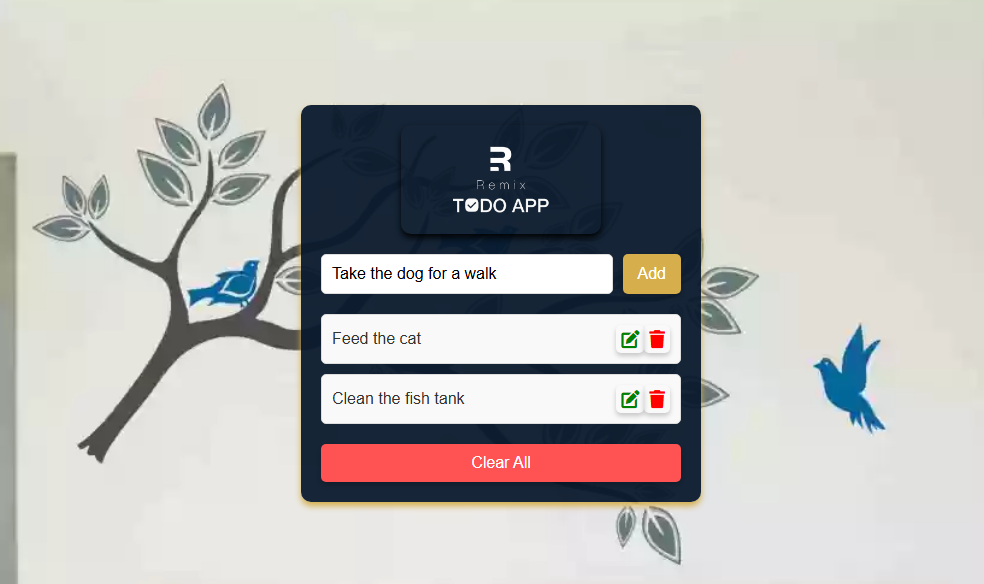 Remix
TODO APP
Take the dog for a walk
Add
Feed the cat
Clean the fish tank
Clear All